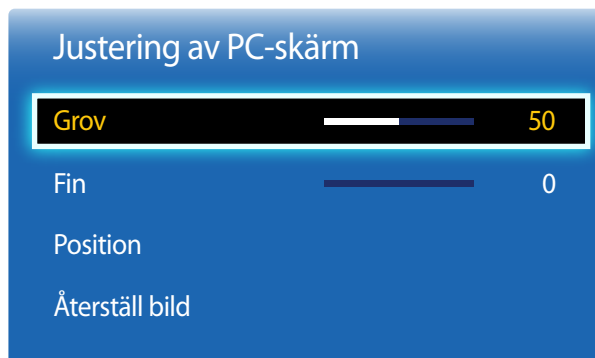 Justering av PC-skärm
Grov 50
Fin 0
Position
Återställ bild